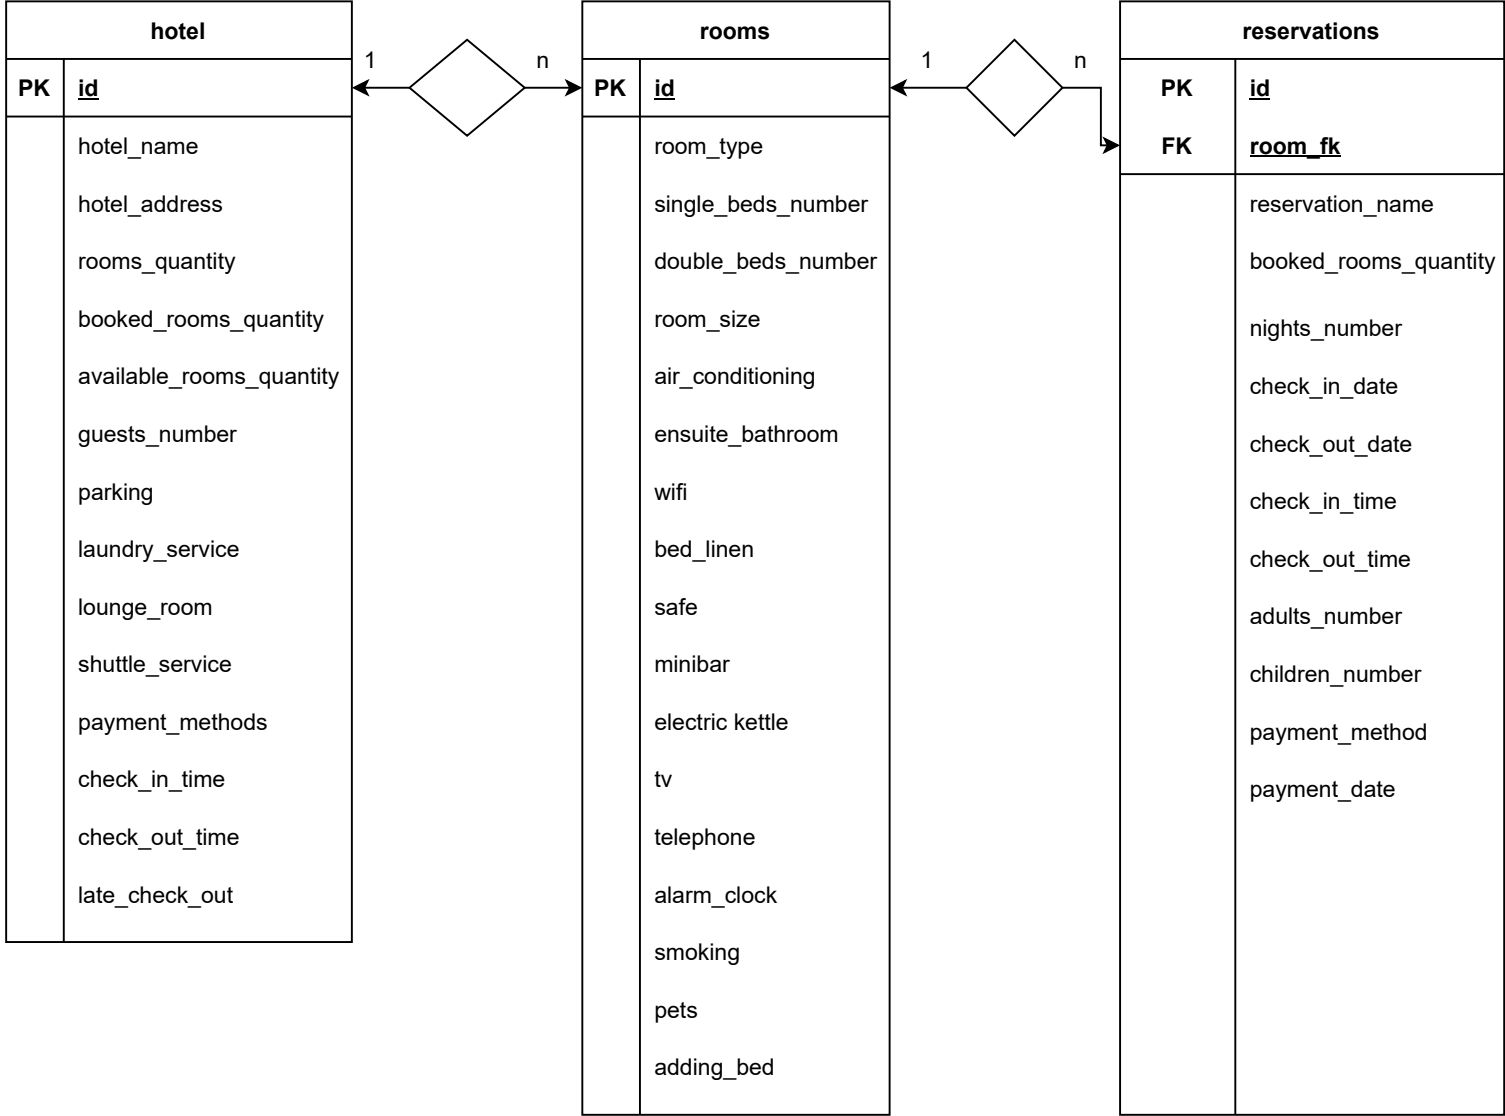 hotel
PK id
hotel_name
hotel_address
rooms_quantity
booked_rooms_quantity
available_rooms_quantity
guests_number
parking
laundry_service
lounge_room
shuttle_service
payment_methods
check_in_time
check_out_time
late_check_out
1
n
rooms
PK id
room_type
single_beds_number
double_beds_number
room_size
air_conditioning
ensuite_bathroom
wifi
bed_linen
safe
minibar
electric kettle
tv
telephone
alarm_clock
smoking
pets
adding_bed
1
n
reservations
PK id
FK room_fk
reservation_name
booked_rooms_quantity
nights_number
check_in_date
check_out_date
check_in_time
check_out_time
adults_number
children_number
payment_method
payment_date